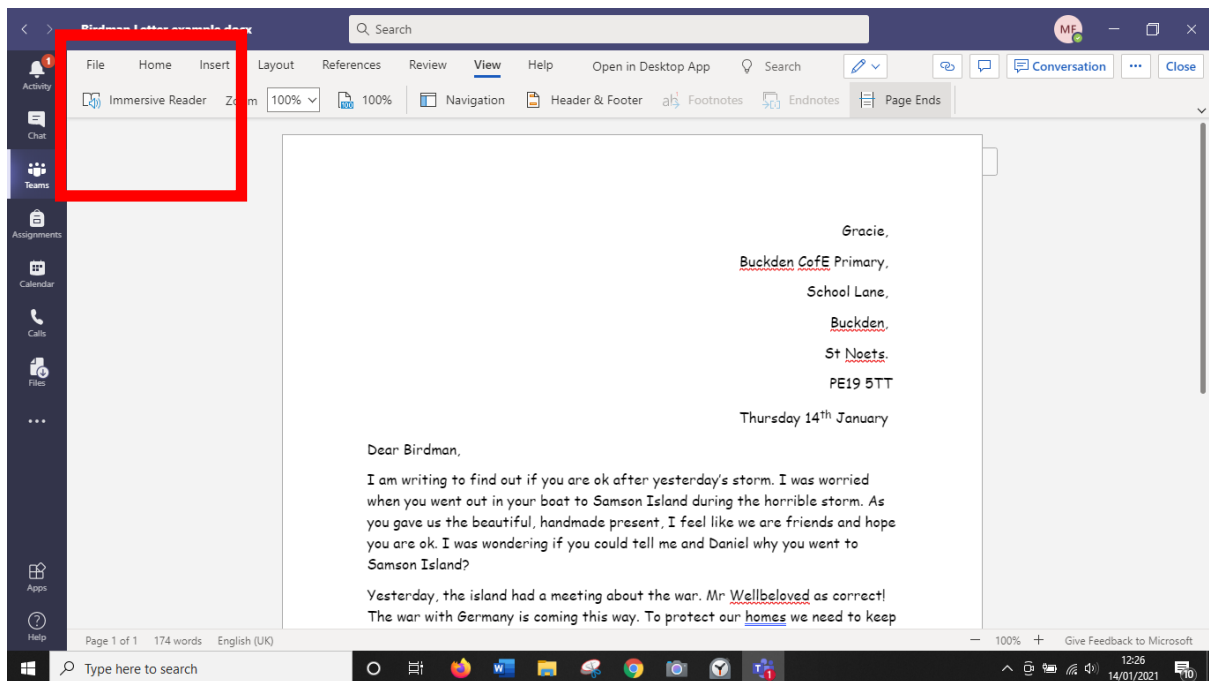 Birdman Letter example.docx
Search
MF
1
Activity
Chat
Teams
Assignments
Calendar
Calls
Files
Apps
Help
File Home Insert Layout References Review View Help Open in Desktop App Search Conversation Close
Immersive Reader Zoom 100% 100% Navigation Header & Footer Footnotes Endnotes Page Ends
Gracie,
Buckden CofE Primary,
School Lane,
Buckden,
St Noets.
PE19 5TT
Thursday 14th January
Dear Birdman,
I am writing to find out if you are ok after yesterday's storm. I was worried
when you went out in your boat to Samson Island during the horrible storm. As
you gave us the beautiful, handmade present, I feel like we are friends and hope
you are ok. I was wondering if you could tell me and Daniel why you went to
Samson Island?
Yesterday, the island had a meeting about the war. Mr Wellbeloved as correct!
The war with Germany is coming this way. To protect our homes we need to keep
Page 1 of 1 174 words English (UK) 100% Give Feedback to Microsoft
Type here to search
12:26
14/01/2021
10